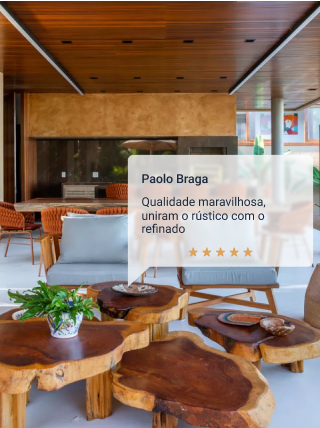 Paolo Braga
Qualidade maravilhosa,
uniram o rústico com o
refinado